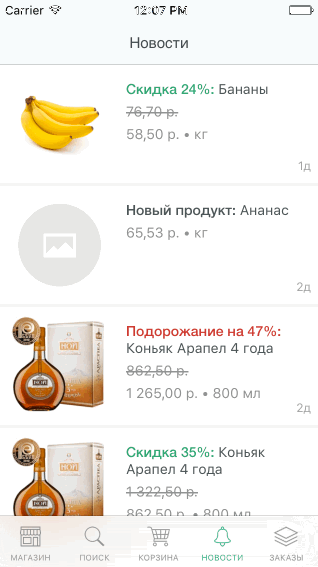 Carrier 12:07 PM
Новости
Скидка 24%: Бананы
76,70 р.
58,50 р. • кг
1д
Новый продукт: Ананас
65,53 р. • кг
2д
Подорожание на 47%:
Коньяк Арапел 4 года
862,50 р.
1 265,00 р. • 800 мл
2д
Скидка 35%: Коньяк
Арапел 4 года
1 322,50 р.
862,50 р. • 800 мл
МАГАЗИН ПОИСК КОРЗИНА НОВОСТИ ЗАКАЗЫ